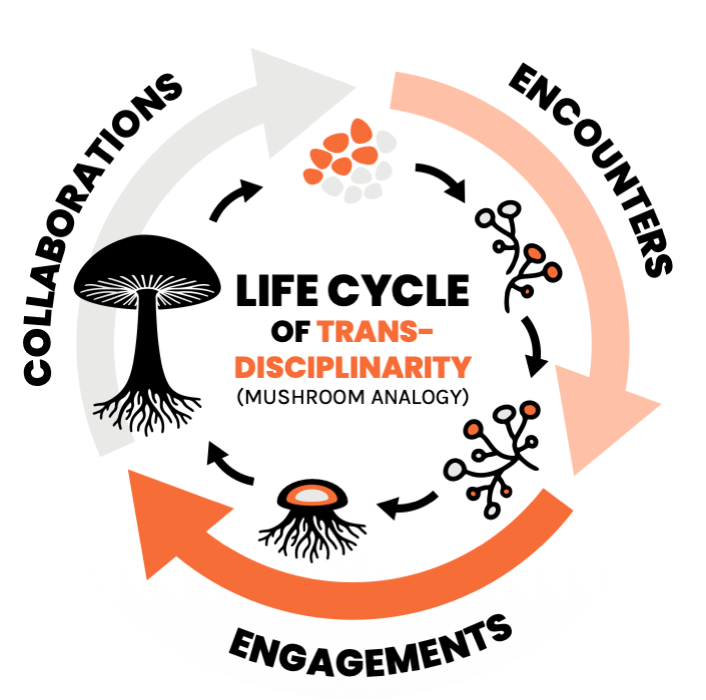 COLLABORATIONS
ENCOUNTERS
LIFE CYCLE
OF TRANS-
DISCIPLINARITY
(MUSHROOM ANALOGY)
ENGAGEMENTS